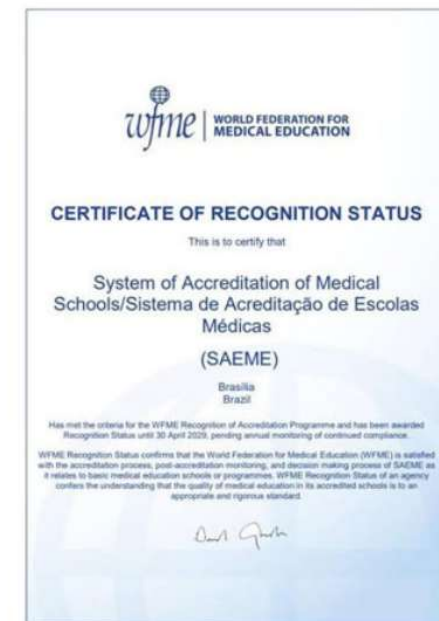 wfme
WORLD FEDERATION FOR
MEDICAL EDUCATION
CERTIFICATE OF RECOGNITION STATUS
This is to certify that
System of Accreditation of Medical
Schools/Sistema de Acreditação de Escolas
Médicas
(SAEME)
Brasília
Brazil
Has met the criteria for the WFME Recognition of Accreditation Programme and has been awarded
Recognition Status until 30 April 2029, pending annual monitoring of continued compliance.
WFME Recognition Status confirms that the World Federation for Medical Education (WFME) is satisfied
with the accreditation process, post-accreditation monitoring, and decision making process of SAEME as
it relates to basic medical education schools or programmes. WFME Recognition Status of an agency
confers the understanding that the quality of medical education in its accredited schools is to an
appropriate and rigorous standard.